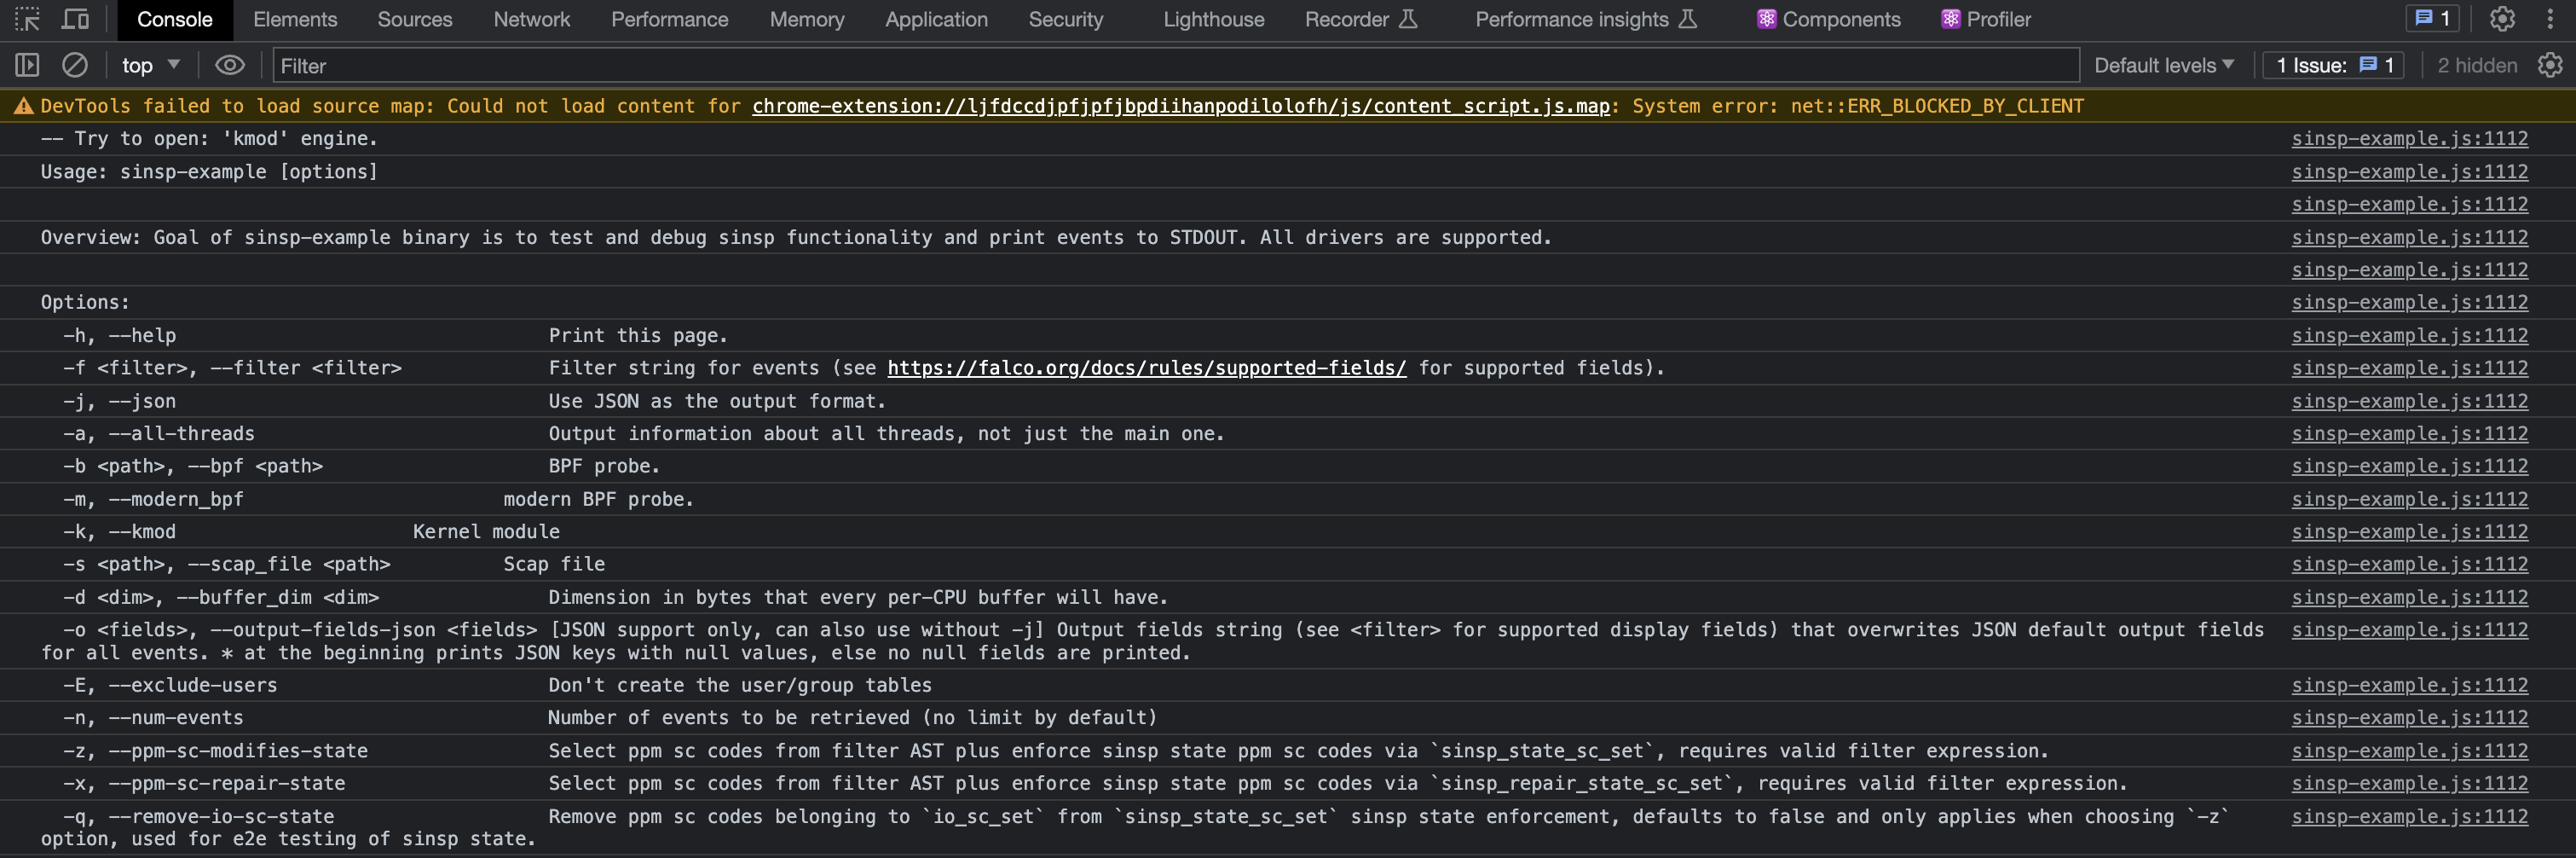 Console Elements Sources Network Performance Memory Application Security Lighthouse Recorder Performance insights Components Profiler 1
top Filter Default levels 1 Issue: 1 2 hidden
DevTools failed to load source map: Could not load content for chrome-extension://ljfdccdjpfjpfjbpdiihanpodilolofh/js/content_script.js.map: System error: net::ERR_BLOCKED_BY_CLIENT
-- Try to open: 'kmod' engine. sinsp-example.js:1112
Usage: sinsp-example [options] sinsp-example.js:1112
sinsp-example.js:1112
Overview: Goal of sinsp-example binary is to test and debug sinsp functionality and print events to STDOUT. All drivers are supported. sinsp-example.js:1112
sinsp-example.js:1112
Options: sinsp-example.js:1112
-h, --help Print this page. sinsp-example.js:1112
-f <filter>, --filter <filter> Filter string for events (see https://falco.org/docs/rules/supported-fields/ for supported fields). sinsp-example.js:1112
-j, --json Use JSON as the output format. sinsp-example.js:1112
-a, --all-threads Output information about all threads, not just the main one. sinsp-example.js:1112
-b <path>, --bpf <path> BPF probe. sinsp-example.js:1112
-m, --modern_bpf modern BPF probe. sinsp-example.js:1112
-k, --kmod Kernel module sinsp-example.js:1112
-s <path>, --scap_file <path> Scap file sinsp-example.js:1112
-d <dim>, --buffer_dim <dim> Dimension in bytes that every per-CPU buffer will have. sinsp-example.js:1112
-o <fields>, --output-fields-json <fields> [JSON support only, can also use without -j] Output fields string (see <filter> for supported display fields) that overwrites JSON default output fields sinsp-example.js:1112
for all events. * at the beginning prints JSON keys with null values, else no null fields are printed.
-E, --exclude-users Don't create the user/group tables sinsp-example.js:1112
-n, --num-events Number of events to be retrieved (no limit by default) sinsp-example.js:1112
-z, --ppm-sc-modifies-state Select ppm sc codes from filter AST plus enforce sinsp state ppm sc codes via `sinsp_state_sc_set`, requires valid filter expression. sinsp-example.js:1112
-x, --ppm-sc-repair-state Select ppm sc codes from filter AST plus enforce sinsp state ppm sc codes via `sinsp_repair_state_sc_set`, requires valid filter expression. sinsp-example.js:1112
-q, --remove-io-sc-state Remove ppm sc codes belonging to `io_sc_set` from `sinsp_state_sc_set` sinsp state enforcement, defaults to false and only applies when choosing `-z` sinsp-example.js:1112
option, used for e2e testing of sinsp state.